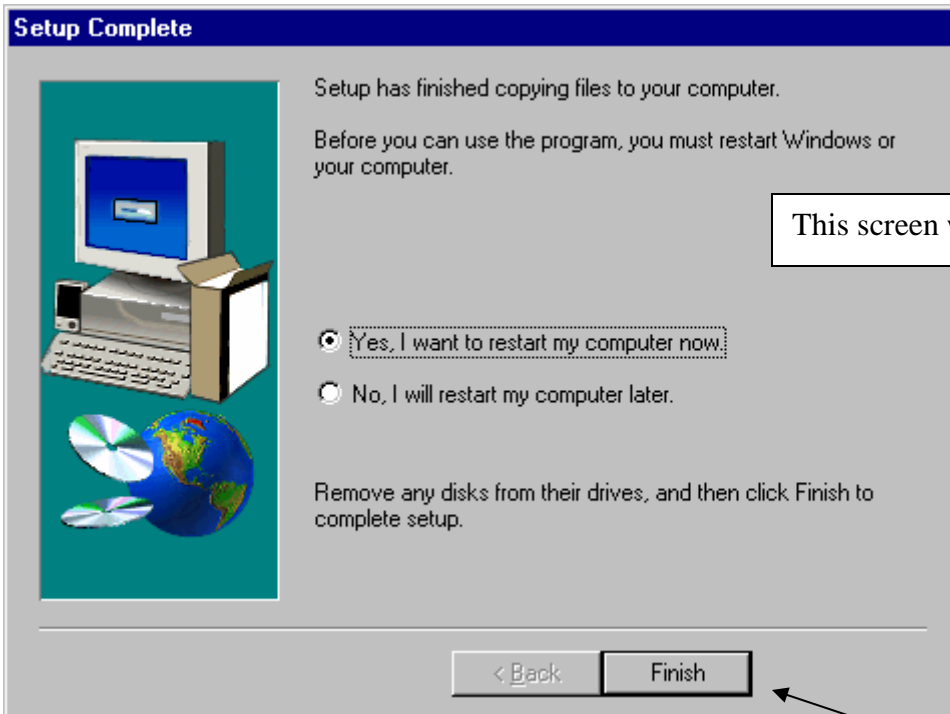 Setup Complete
Setup has finished copying files to your computer.
Before you can use the program, you must restart Windows or
your computer.
This screen
Yes, I want to restart my computer now.
No, I will restart my computer later.
Remove any disks from their drives, and then click Finish to
complete setup.
< Back
Finish